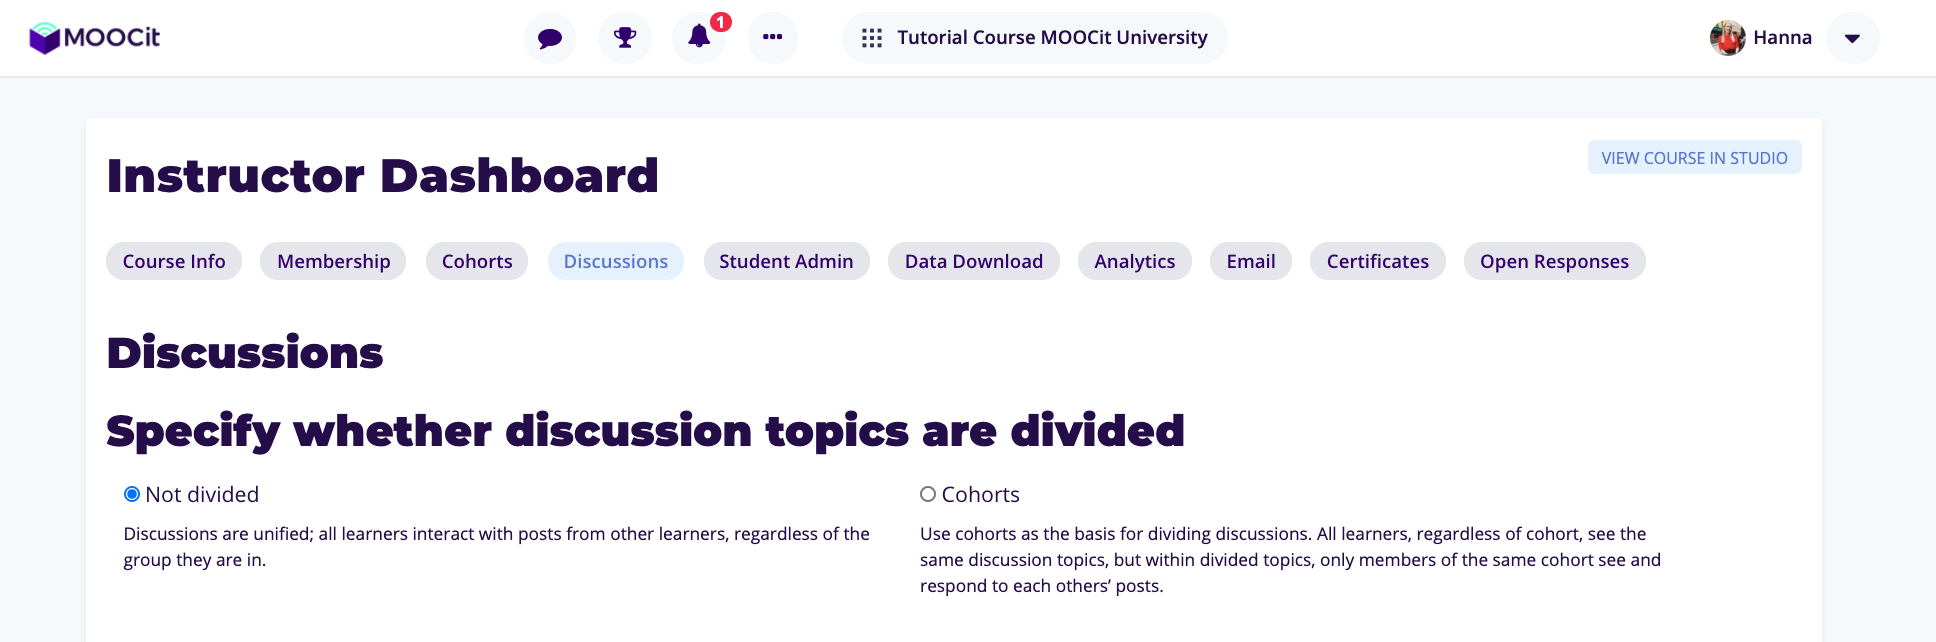 MOOCit
1
Tutorial Course MOOCit University
Hanna
Instructor Dashboard
VIEW COURSE IN STUDIO
Course Info
Membership
Cohorts
Discussions
Student Admin
Data Download
Analytics
Email
Certificates
Open Responses
Discussions
Specify whether discussion topics are divided
Not divided
Discussions are unified; all learners interact with posts from other learners, regardless of the
group they are in.
Cohorts
Use cohorts as the basis for dividing discussions. All learners, regardless of cohort, see the
same discussion topics, but within divided topics, only members of the same cohort see and
respond to each others’ posts.